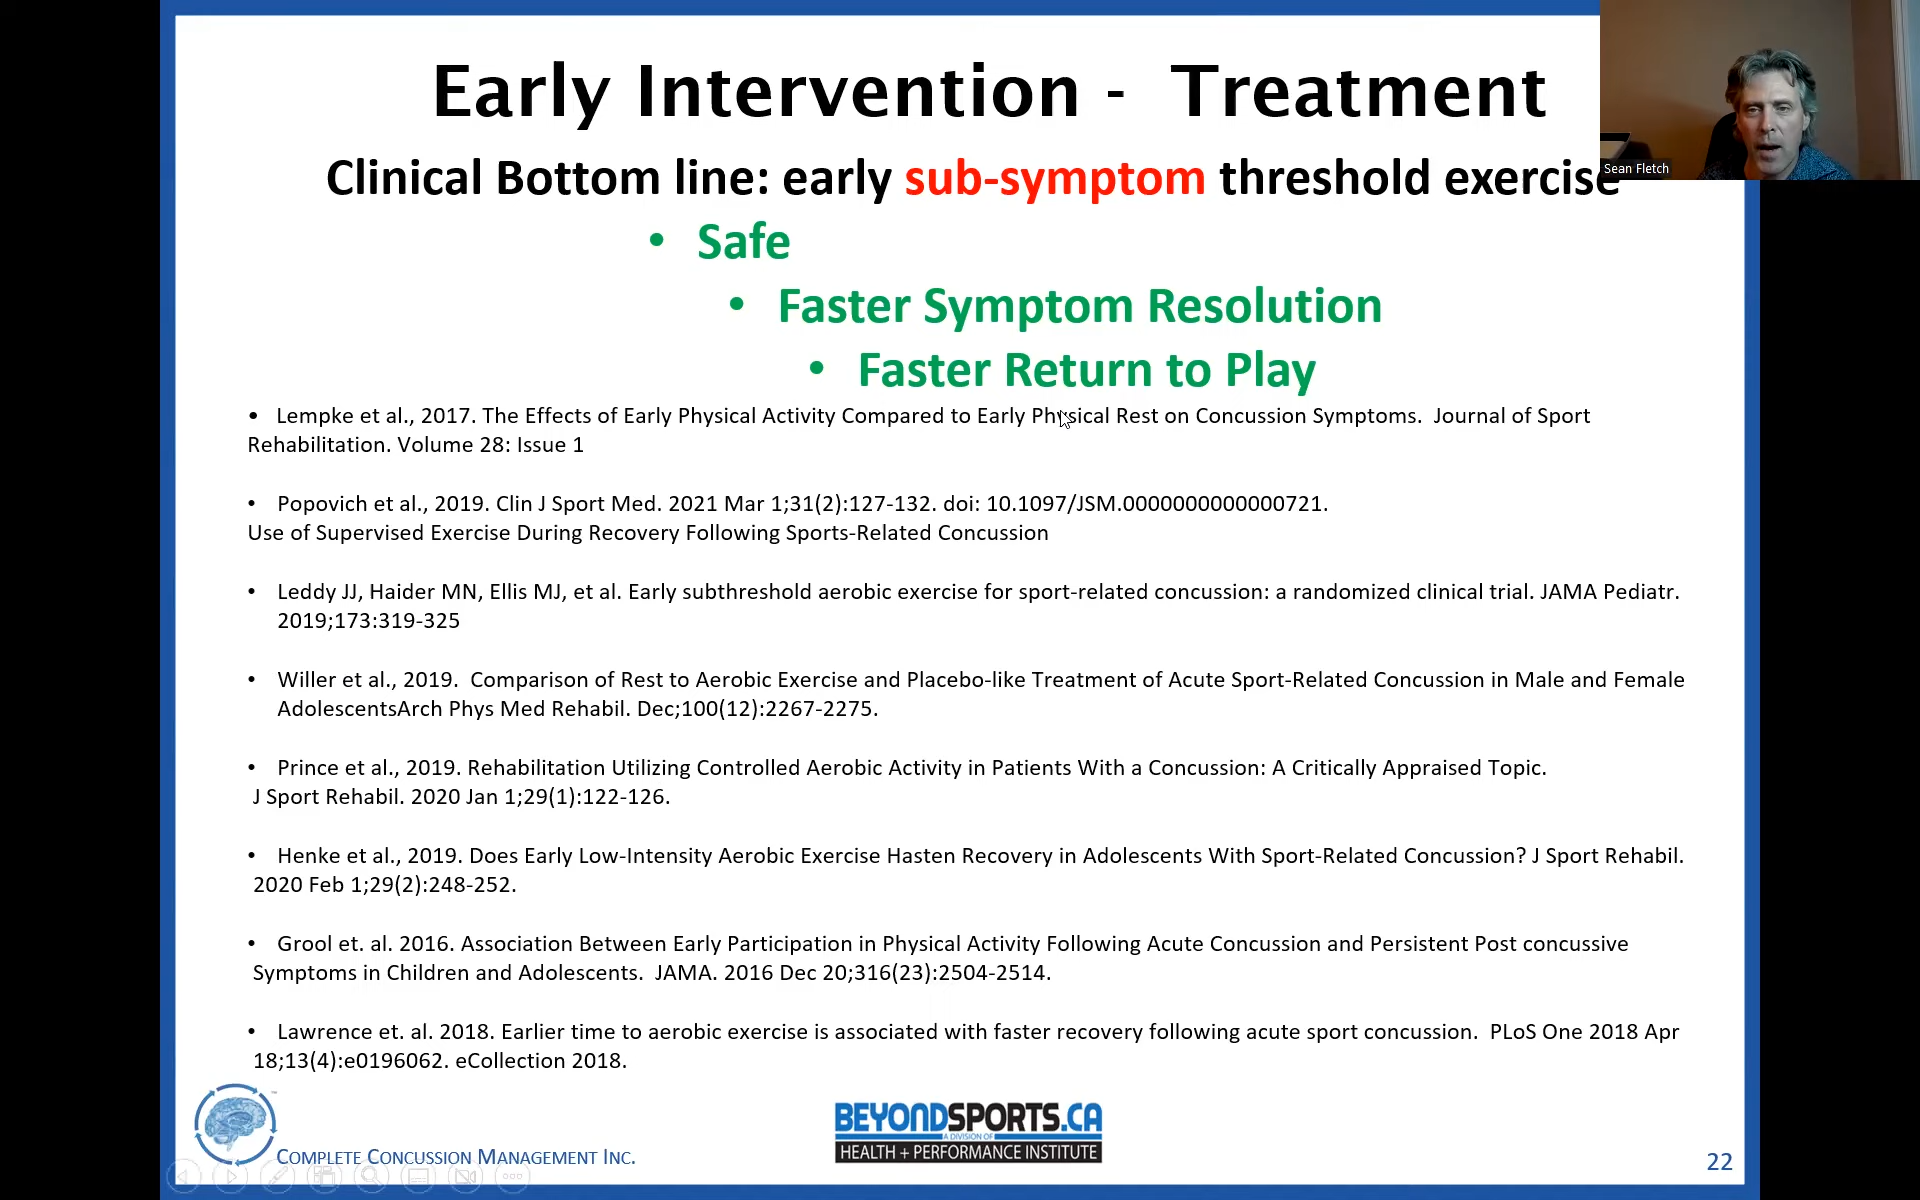 Early Intervention -  Treatment
Clinical Bottom line: early sub-symptom threshold exercise
• Safe
• Faster Symptom Resolution
• Faster Return to Play
• Lempke et al., 2017. The Effects of Early Physical Activity Compared to Early Physical Rest on Concussion Symptoms.  Journal of Sport
Rehabilitation. Volume 28: Issue 1
• Popovich et al., 2019. Clin J Sport Med. 2021 Mar 1;31(2):127-132. doi: 10.1097/JSM.0000000000000721.
Use of Supervised Exercise During Recovery Following Sports-Related Concussion
• Leddy JJ, Haider MN, Ellis MJ, et al. Early subthreshold aerobic exercise for sport-related concussion: a randomized clinical trial. JAMA Pediatr.
2019;173:319-325
• Willer et al., 2019.  Comparison of Rest to Aerobic Exercise and Placebo-like Treatment of Acute Sport-Related Concussion in Male and Female
AdolescentsArch Phys Med Rehabil. Dec;100(12):2267-2275.
• Prince et al., 2019. Rehabilitation Utilizing Controlled Aerobic Activity in Patients With a Concussion: A Critically Appraised Topic.
J Sport Rehabil. 2020 Jan 1;29(1):122-126.
• Henke et al., 2019. Does Early Low-Intensity Aerobic Exercise Hasten Recovery in Adolescents With Sport-Related Concussion? J Sport Rehabil.
2020 Feb 1;29(2):248-252.
• Grool et. al. 2016. Association Between Early Participation in Physical Activity Following Acute Concussion and Persistent Post concussive
Symptoms in Children and Adolescents.  JAMA. 2016 Dec 20;316(23):2504-2514.
• Lawrence et. al. 2018. Earlier time to aerobic exercise is associated with faster recovery following acute sport concussion.  PLoS One 2018 Apr
18;13(4):e0196062. eCollection 2018.
COMPLETE CONCUSSION MANAGEMENT INC.
BEYONDSPORTS.CA
A DIVISION OF
HEALTH + PERFORMANCE INSTITUTE
22
Sean Fletch